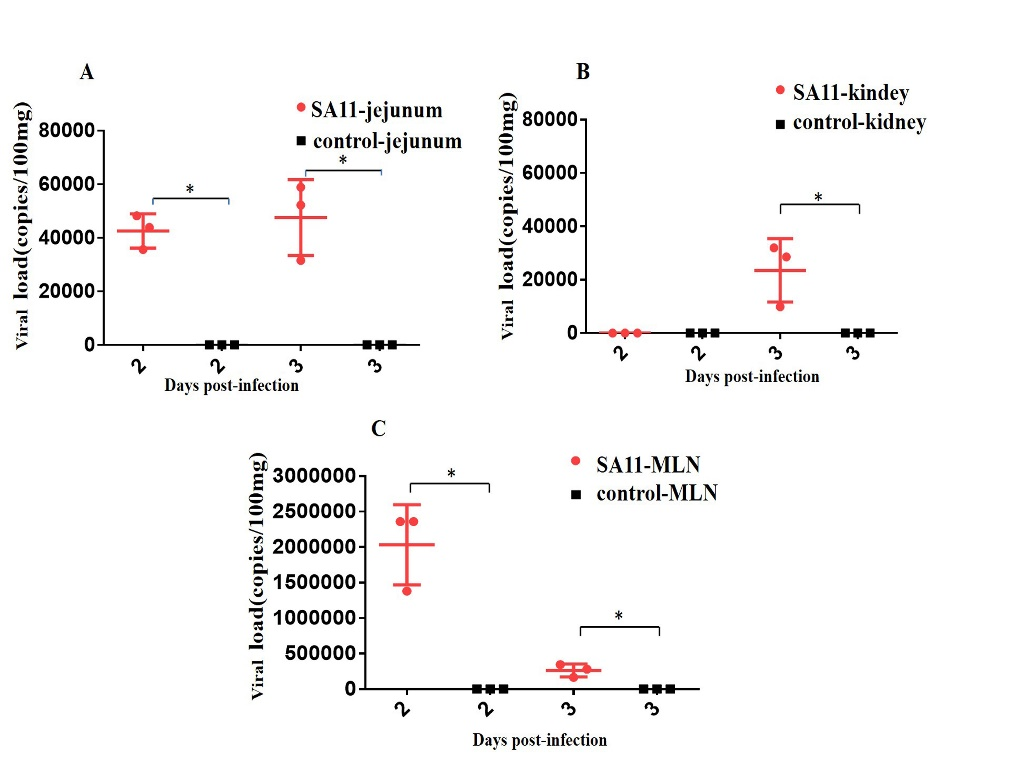 A
SA11-jejunum
control-jejunum
Viral load(copies/100mg)
80000
60000
40000
20000
0
*
*
2
2
3
3
Days post-infection
B
SA11-kindey
control-kidney
Viral load(copies/100mg)
80000
60000
40000
20000
0
*
2
2
3
3
Days post-infection
C
SA11-MLN
control-MLN
Viral load(copies/100mg)
3000000
2500000
2000000
1500000
1000000
500000
0
*
*
2
2
3
3
Days post-infection